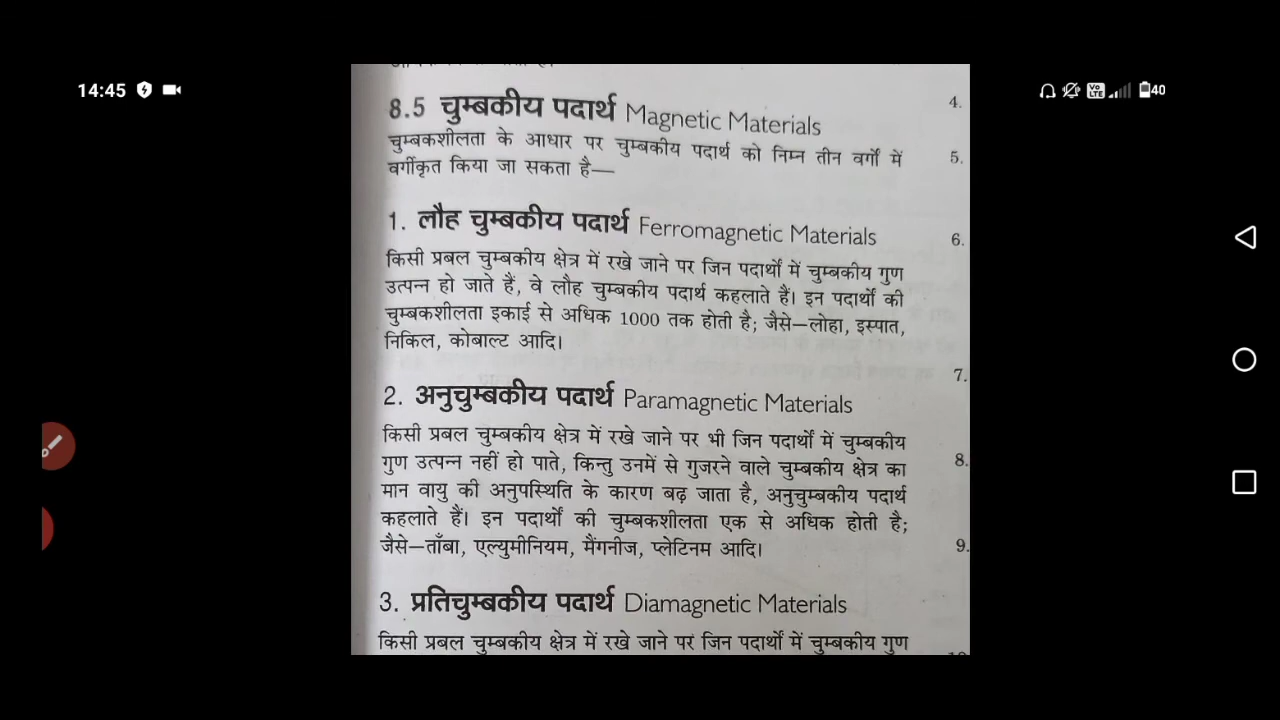 14:45
40
8.5 चुम्बकीय पदार्थ Magnetic Materials
चुम्बकशीलता के आधार पर चुम्बकीय पदार्थ को निम्न तीन वर्गों में
वर्गीकृत किया जा सकता है—
1. लौह चुम्बकीय पदार्थ Ferromagnetic Materials
किसी प्रबल चुम्बकीय क्षेत्र में रखे जाने पर जिन पदार्थों में चुम्बकीय गुण
उत्पन्न हो जाते हैं, वे लौह चुम्बकीय पदार्थ कहलाते हैं। इन पदार्थों की
चुम्बकशीलता इकाई से अधिक 1000 तक होती है; जैसे—लोहा, इस्पात,
निकिल, कोबाल्ट आदि।
2. अनुचुम्बकीय पदार्थ Paramagnetic Materials
किसी प्रबल चुम्बकीय क्षेत्र में रखे जाने पर भी जिन पदार्थों में चुम्बकीय
गुण उत्पन्न नहीं हो पाते, किन्तु उनमें से गुजरने वाले चुम्बकीय क्षेत्र का
मान वायु की अनुपस्थिति के कारण बढ़ जाता है, अनुचुम्बकीय पदार्थ
कहलाते हैं। इन पदार्थों की चुम्बकशीलता एक से अधिक होती है;
जैसे—ताँबा, एल्युमीनियम, मैंगनीज, प्लेटिनम आदि।
3. प्रतिचुम्बकीय पदार्थ Diamagnetic Materials
किसी प्रबल चुम्बकीय क्षेत्र में रखे जाने पर जिन पदार्थों में चुम्बकीय गुण
4.
5.
6.
7.
8.
9.